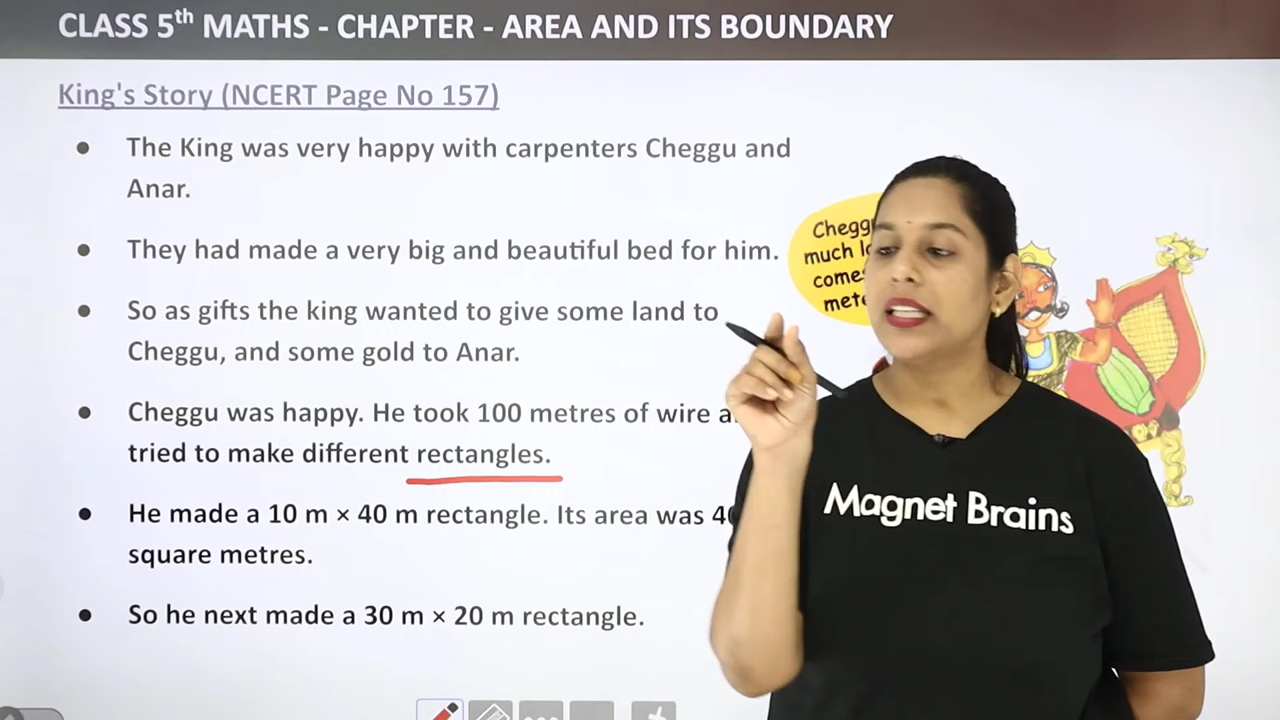 CLASS 5th MATHS - CHAPTER - AREA AND ITS BOUNDARY
King's Story (NCERT Page No 157)
● The King was very happy with carpenters Cheggu and
Anar.
● They had made a very big and beautiful bed for him.
● So as gifts the king wanted to give some land to
Cheggu, and some gold to Anar.
● Cheggu was happy. He took 100 metres of wire
tried to make different rectangles.
● He made a 10 m × 40 m rectangle. Its area was
square metres.
● So he next made a 30 m × 20 m rectangle.
much
Magnet Brains